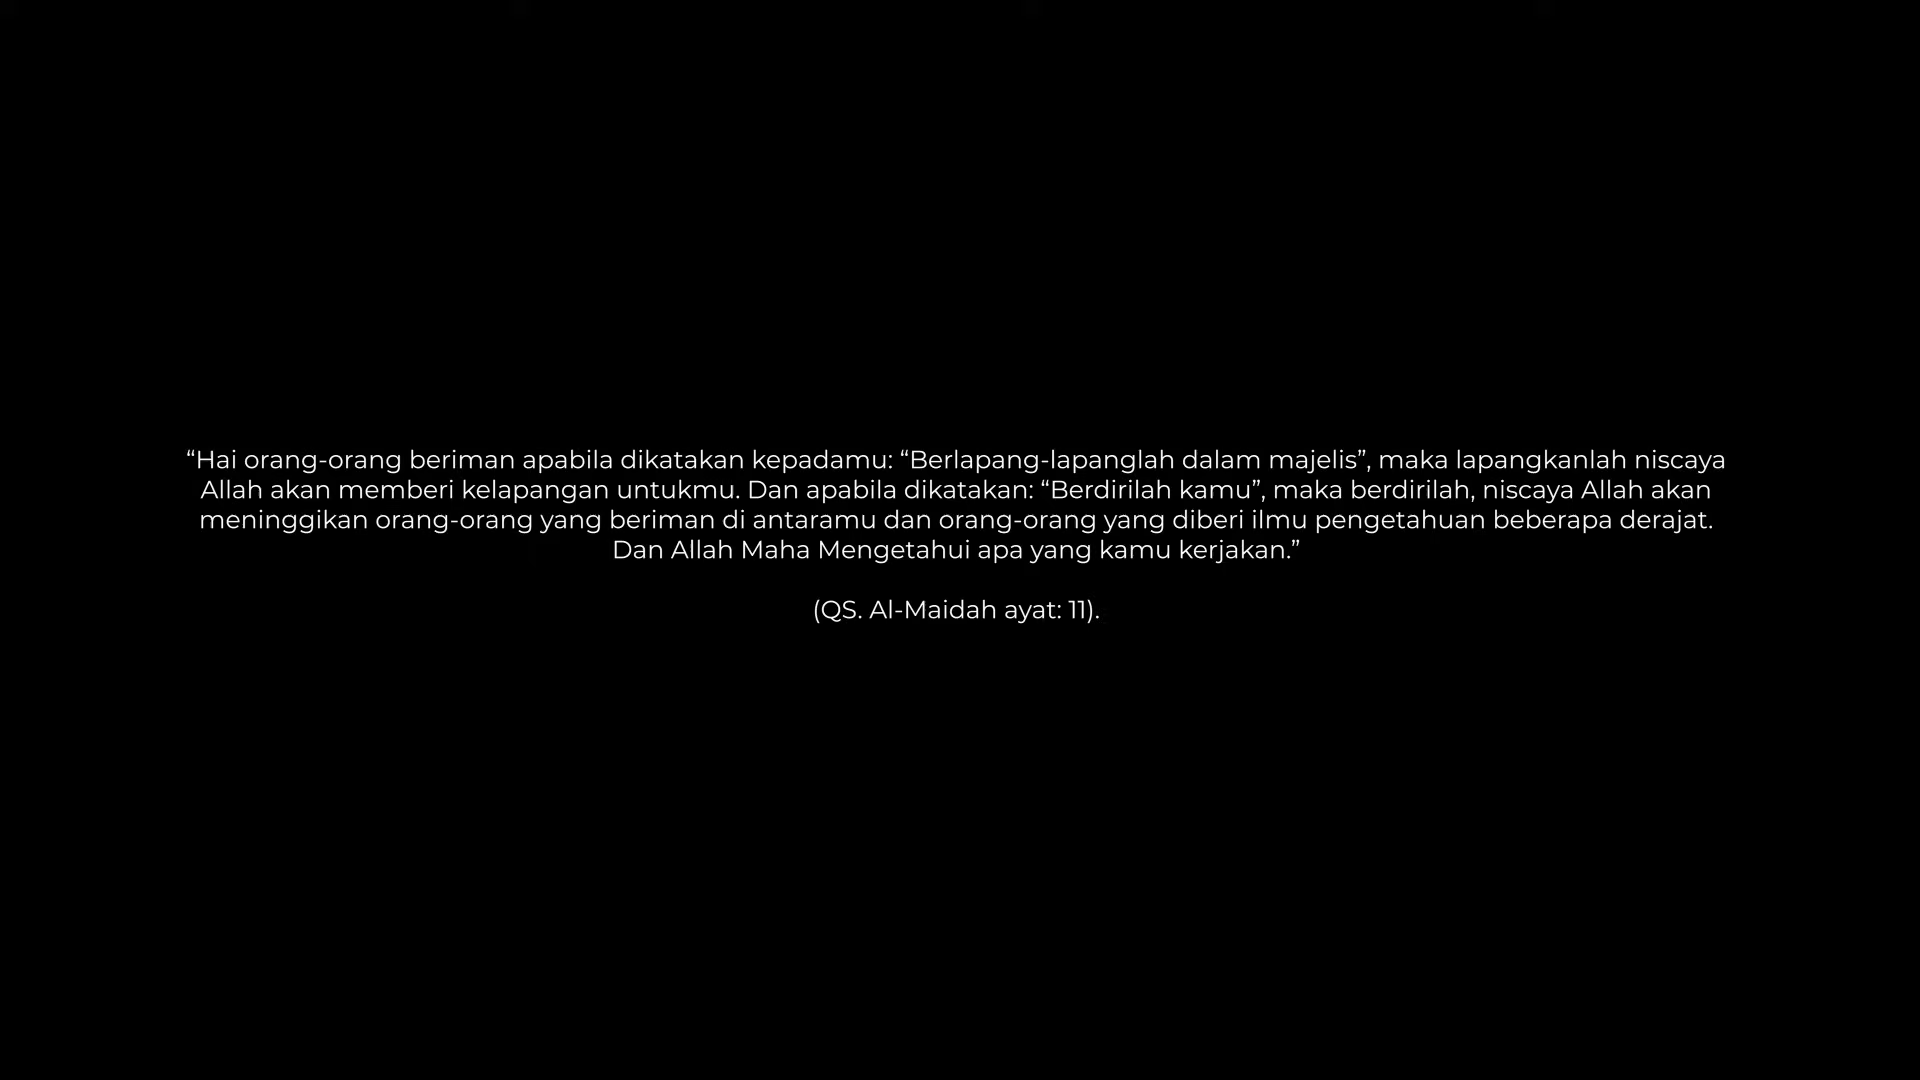 “Hai orang-orang beriman apabila dikatakan kepadamu: “Berlapang-lapanglah dalam majelis”, maka lapangkanlah niscaya
Allah akan memberi kelapangan untukmu. Dan apabila dikatakan: “Berdirilah kamu”, maka berdirilah, niscaya Allah akan
meninggikan orang-orang yang beriman di antaramu dan orang-orang yang diberi ilmu pengetahuan beberapa derajat.
Dan Allah Maha Mengetahui apa yang kamu kerjakan.”
(QS. Al-Maidah ayat: 11).